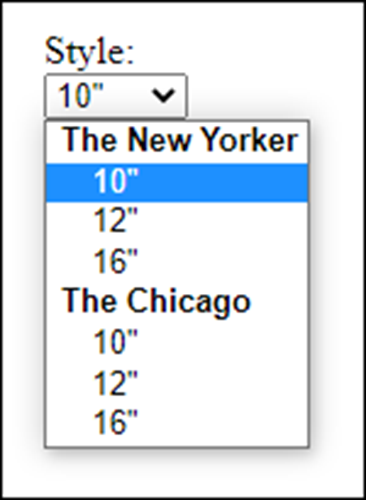 Style:
10"
The New Yorker
10"
12"
16"
The Chicago
10"
12"
16"